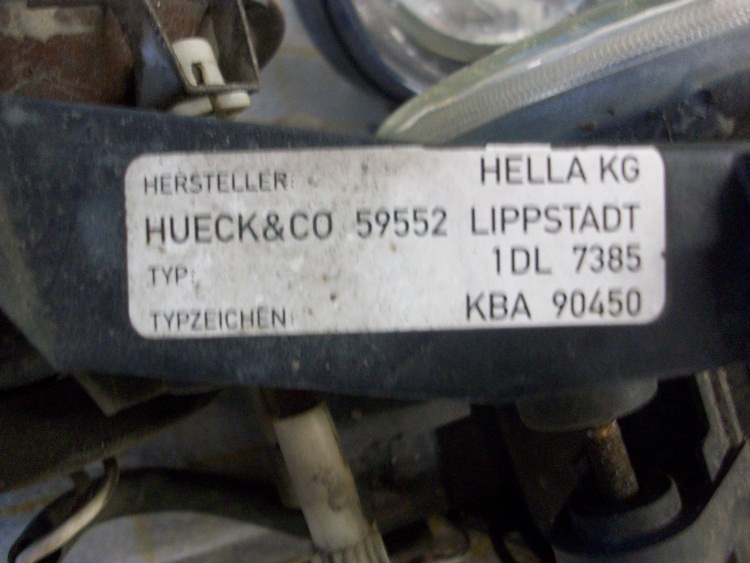 HERSTELLER: HELLA KG
HUECK&CO 59552 LIPPSTADT
TYP: 1DL 7385
TYPZEICHEN: KBA 90450